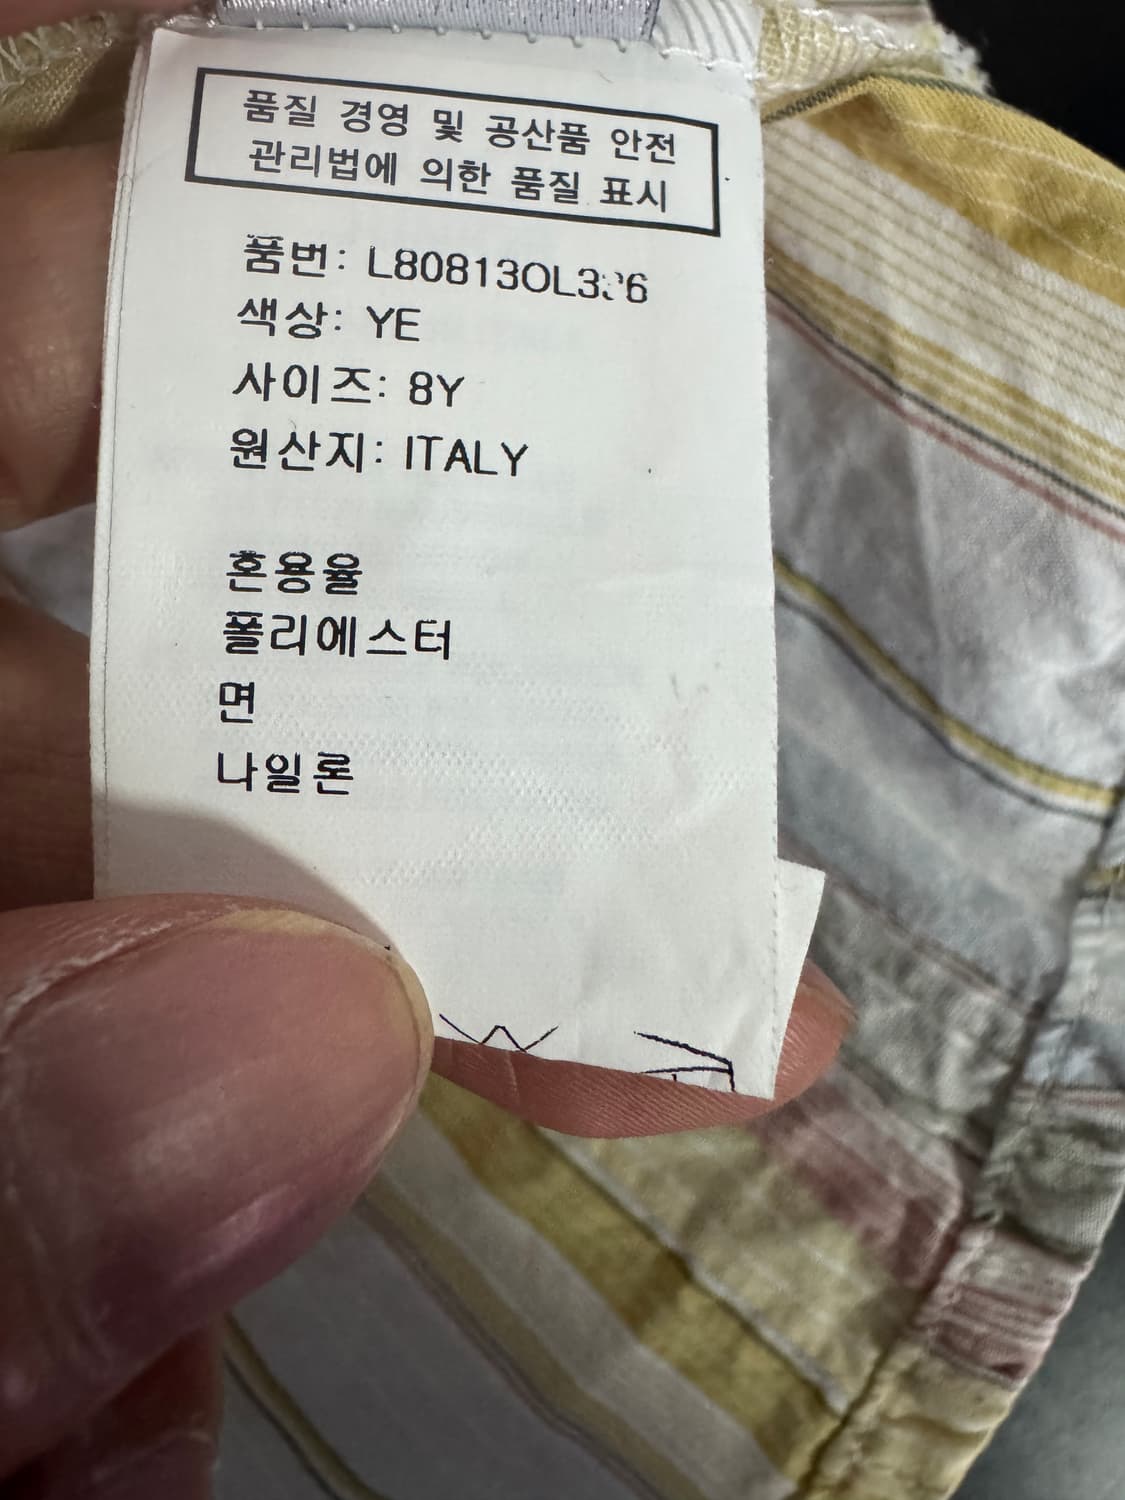 품질 경영 및 공산품 안전
관리법에 의한 품질 표시
품번:
색상: YE
사이즈: 8Y
원산지: ITALY
혼용율
폴리에스터
면
나일론